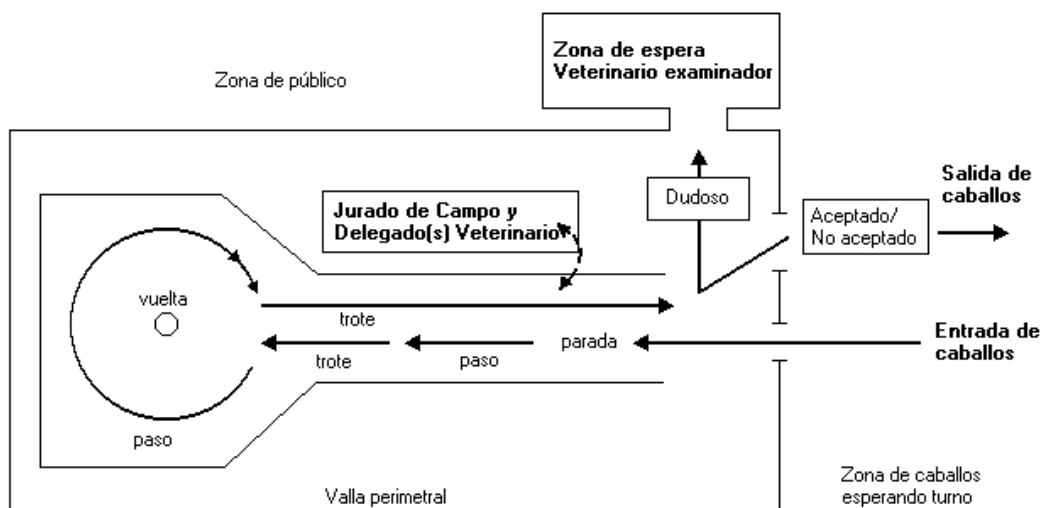 Zona de espera
Veterinario examinador
Zona de público
Salida de
caballos
Dudoso
Jurado de Campo y
Delegado(s) Veterinario
Aceptado/
No aceptado
vuelta
trote
Entrada de
caballos
parada
paso
trote
paso
Zona de caballos
esperando turno
Valla perimetral